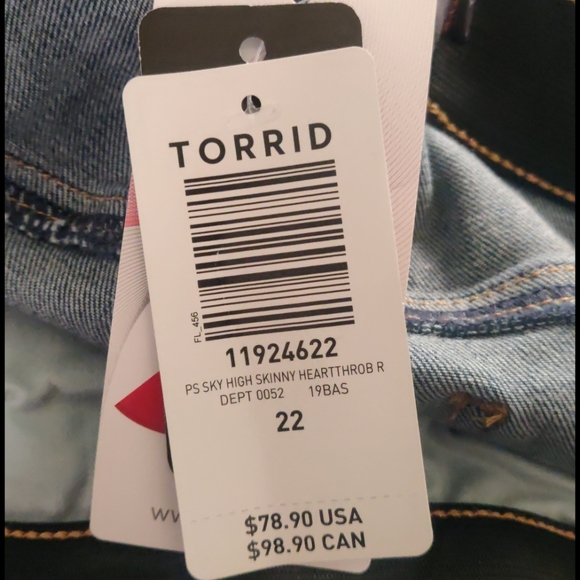 TORRID
FL_456
11924622
PS SKY HIGH SKINNY HEARTTHROB R
DEPT 0052 19BAS
22
$78.90 USA
$98.90 CAN